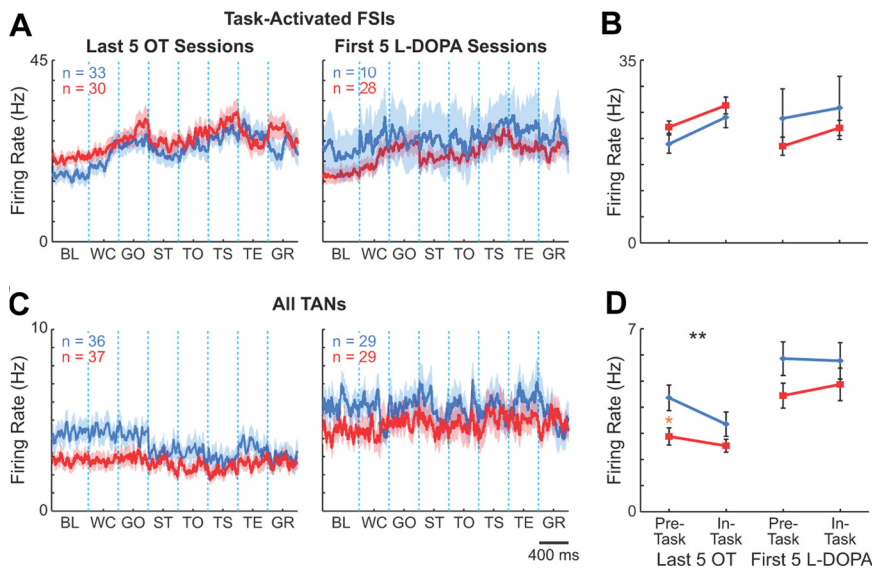 A
Task-Activated FSIs
Last 5 OT Sessions
First 5 L-DOPA Sessions
Firing Rate (Hz)
45
0
n = 33
n = 30
n = 10
n = 28
BL WC GO ST TO TS TE GR
BL WC GO ST TO TS TE GR
B
Firing Rate (Hz)
35
0
C
All TANs
Firing Rate (Hz)
10
0
n = 36
n = 37
n = 29
n = 29
BL WC GO ST TO TS TE GR
BL WC GO ST TO TS TE GR
400 ms
D
Firing Rate (Hz)
7
0
**
*
Pre- In- Pre- In-
Task Task Task Task
Last 5 OT First 5 L-DOPA